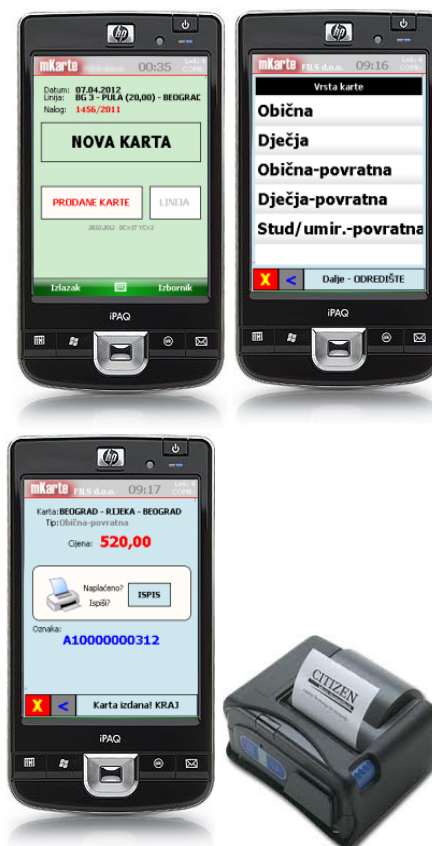 hp
mKarte FILS d.o.o. 00:35
Datum: 07.04.2012
Linija: BG 3 - PULA (20,00) - BEOGRAD
Nalog: 1456/2011
NOVA KARTA
PRODANE KARTE LINIJA
Izlazak Izbornik
iPAQ
hp
mKarte FILS d.o.o. 09:16
Vrsta karte
Obična
Dječja
Obična-povratna
Dječja-povratna
Stud/umir.-povratna
X < Dalje - ODREDIŠTE
iPAQ
hp
mKarte FILS d.o.o. 09:17
Karta: BEOGRAD - RIJEKA - BEOGRAD
Tip: Obična-povratna
Cijena: 520,00
Naplaćeno?
Ispiši?
ISPIS
Oznaka:
A10000000312
X < Karta izdana! KRAJ
iPAQ
CITIZEN